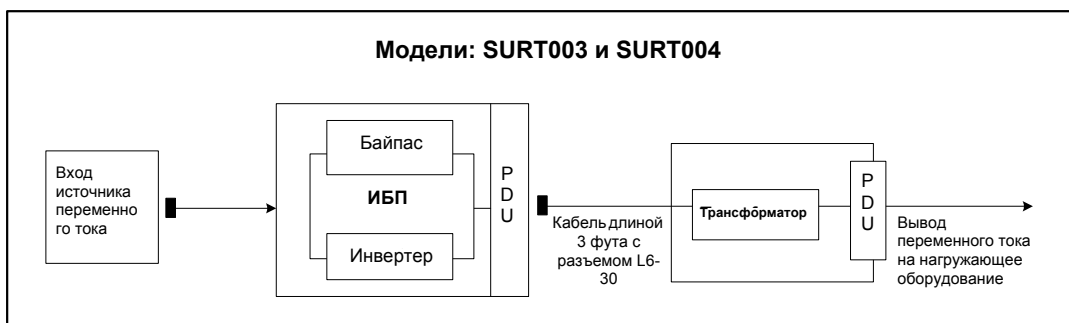 Модели: SURT003 и SURT004
Вход
источника
переменно
го тока
Байпас
ИБП
Инвертер
P
D
U
Кабель длиной
3 фута с
разъемом L6-
30
Трансформатор
P
D
U
Вывод
переменного тока
на нагружающее
оборудование